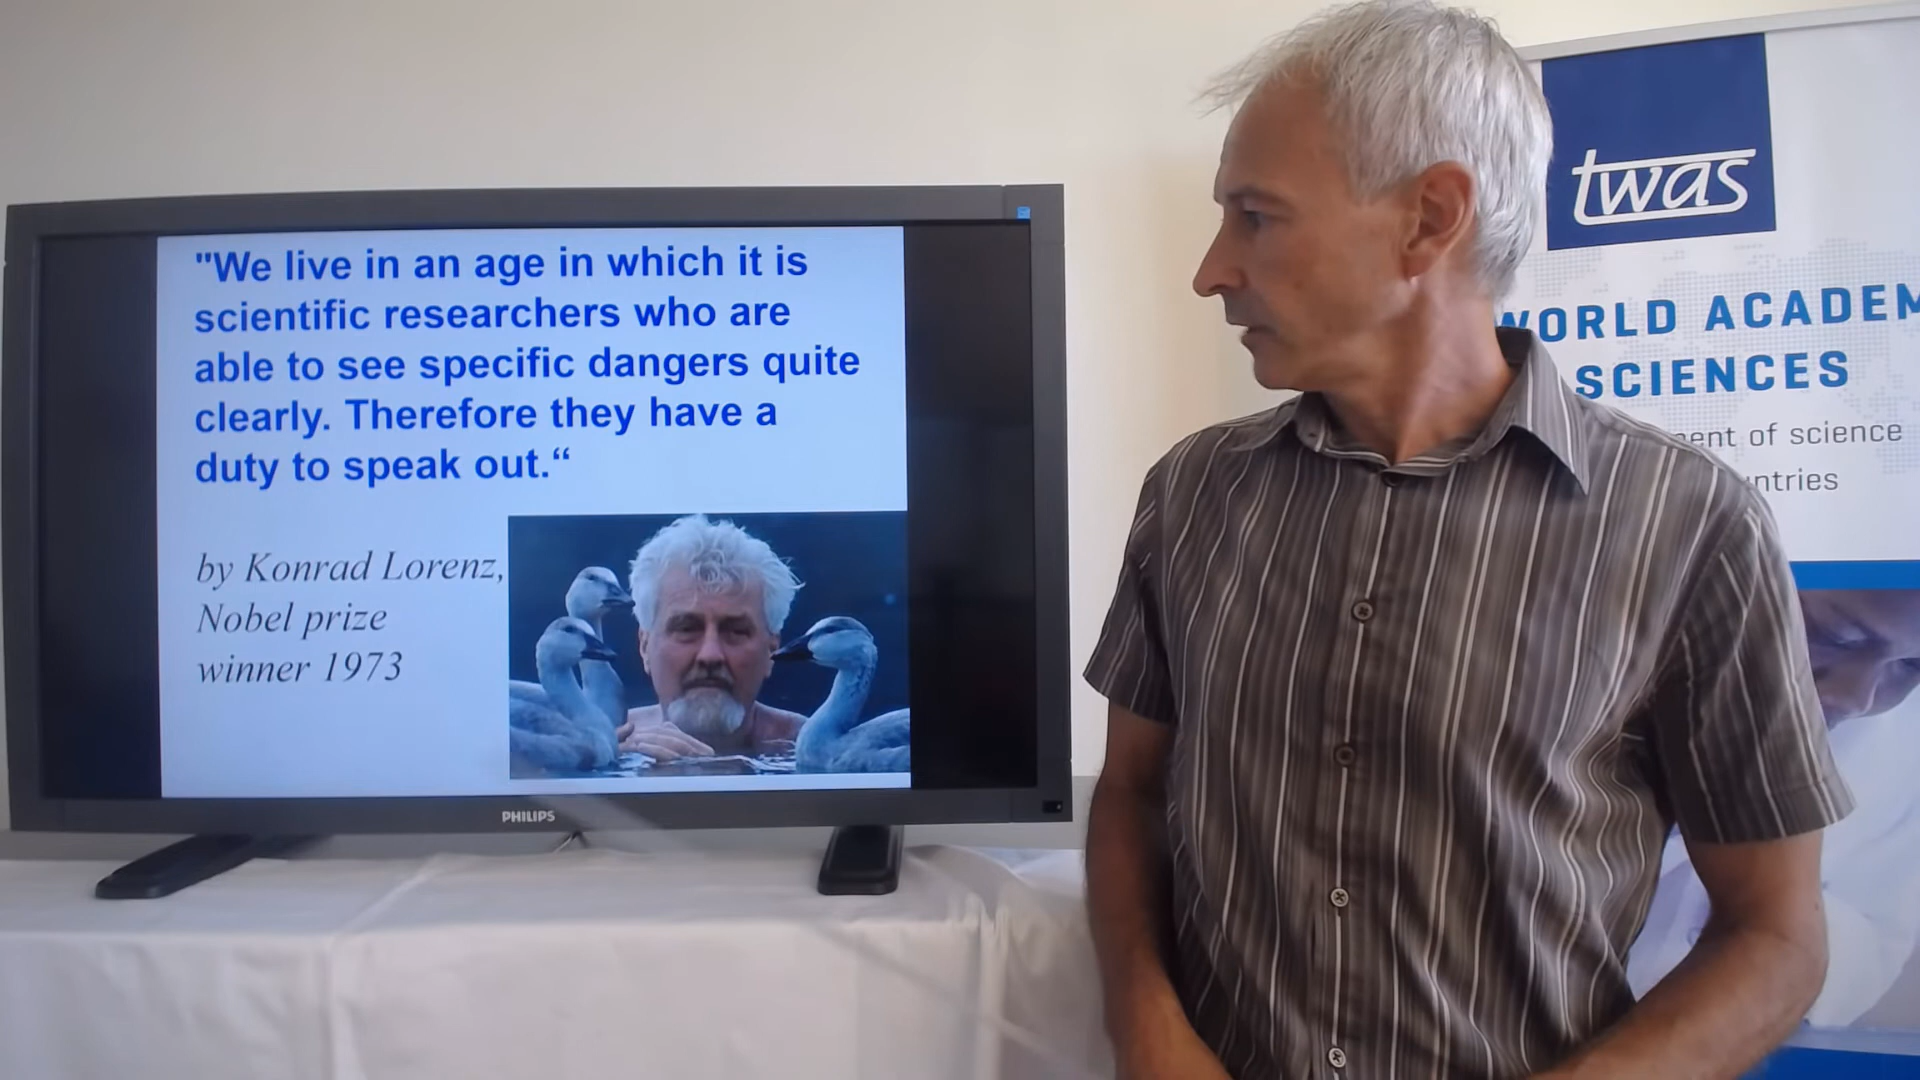 "We live in an age in which it is
scientific researchers who are
able to see specific dangers quite
clearly. Therefore they have a
duty to speak out.“
by Konrad Lorenz,
Nobel prize
winner 1973
PHILIPS
twas
WORLD ACADEM
SCIENCES
of science